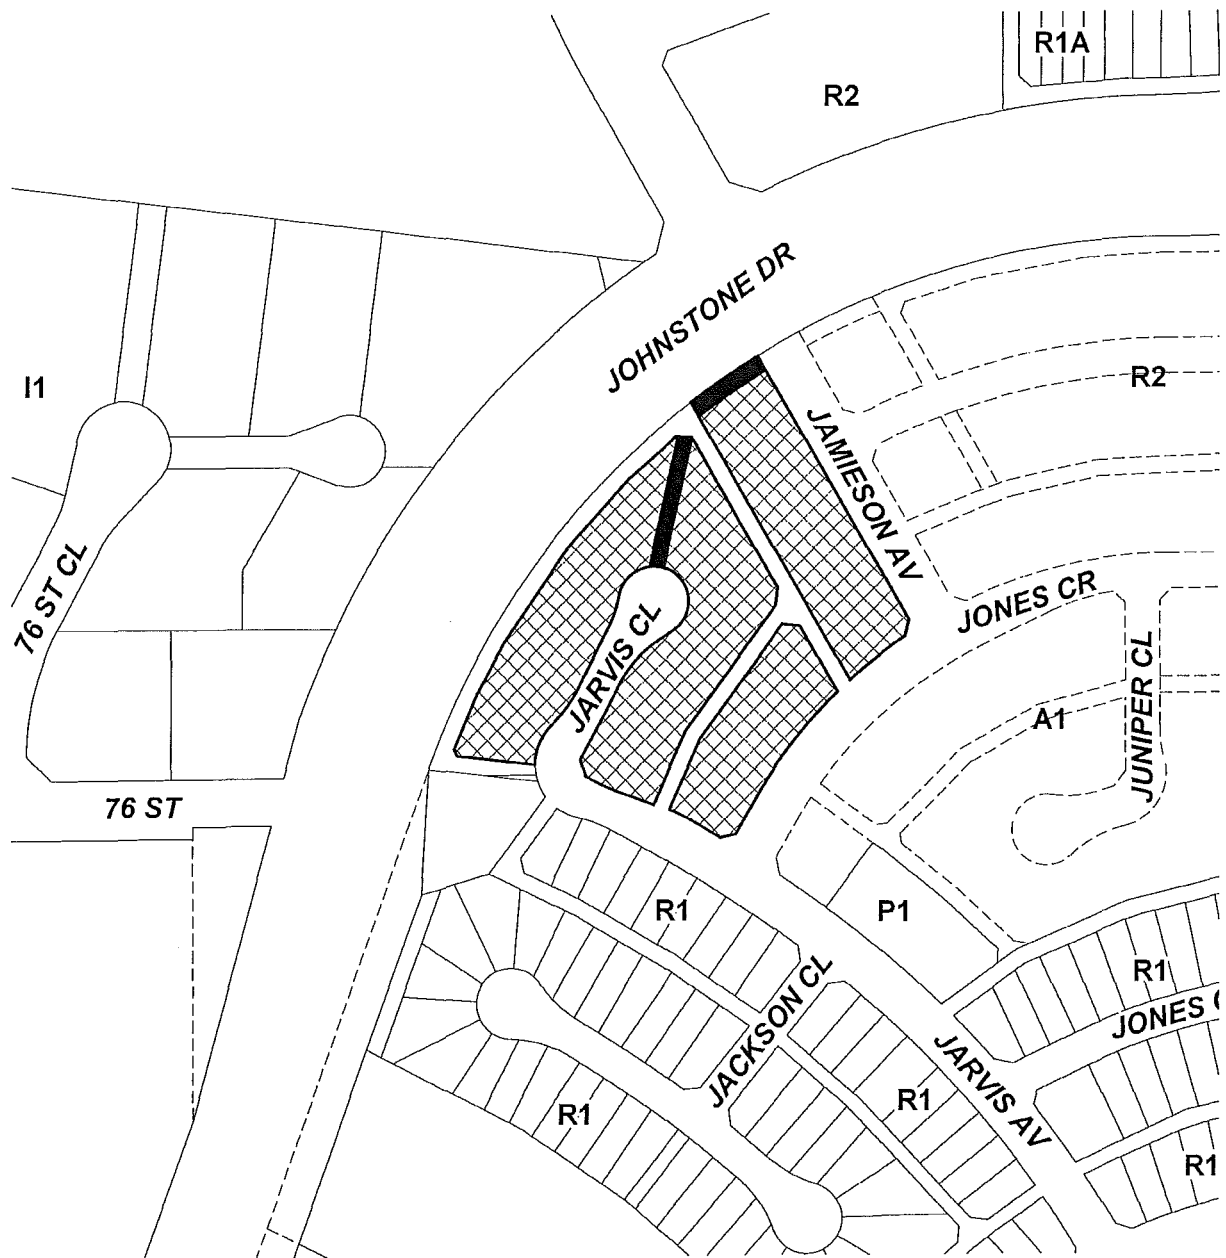 R1A
R2
JOHNSTONE DR
I1
R2
JAMIESON AV
76 ST CL
JONES CR
JARVIS CL
JUNIPER CL
A1
76 ST
R1
P1
JACKSON CL
R1
JONES C
JARVIS AV
R1
R1
R1